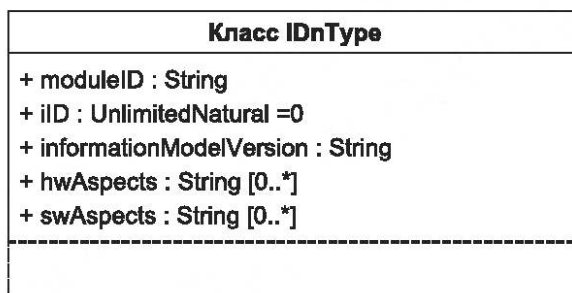 Класс IDnType
+ moduleID : String
+ iID : UnlimitedNatural =0
+ informationModelVersion : String
+ hwAspects : String [0..*]
+ swAspects : String [0..*]